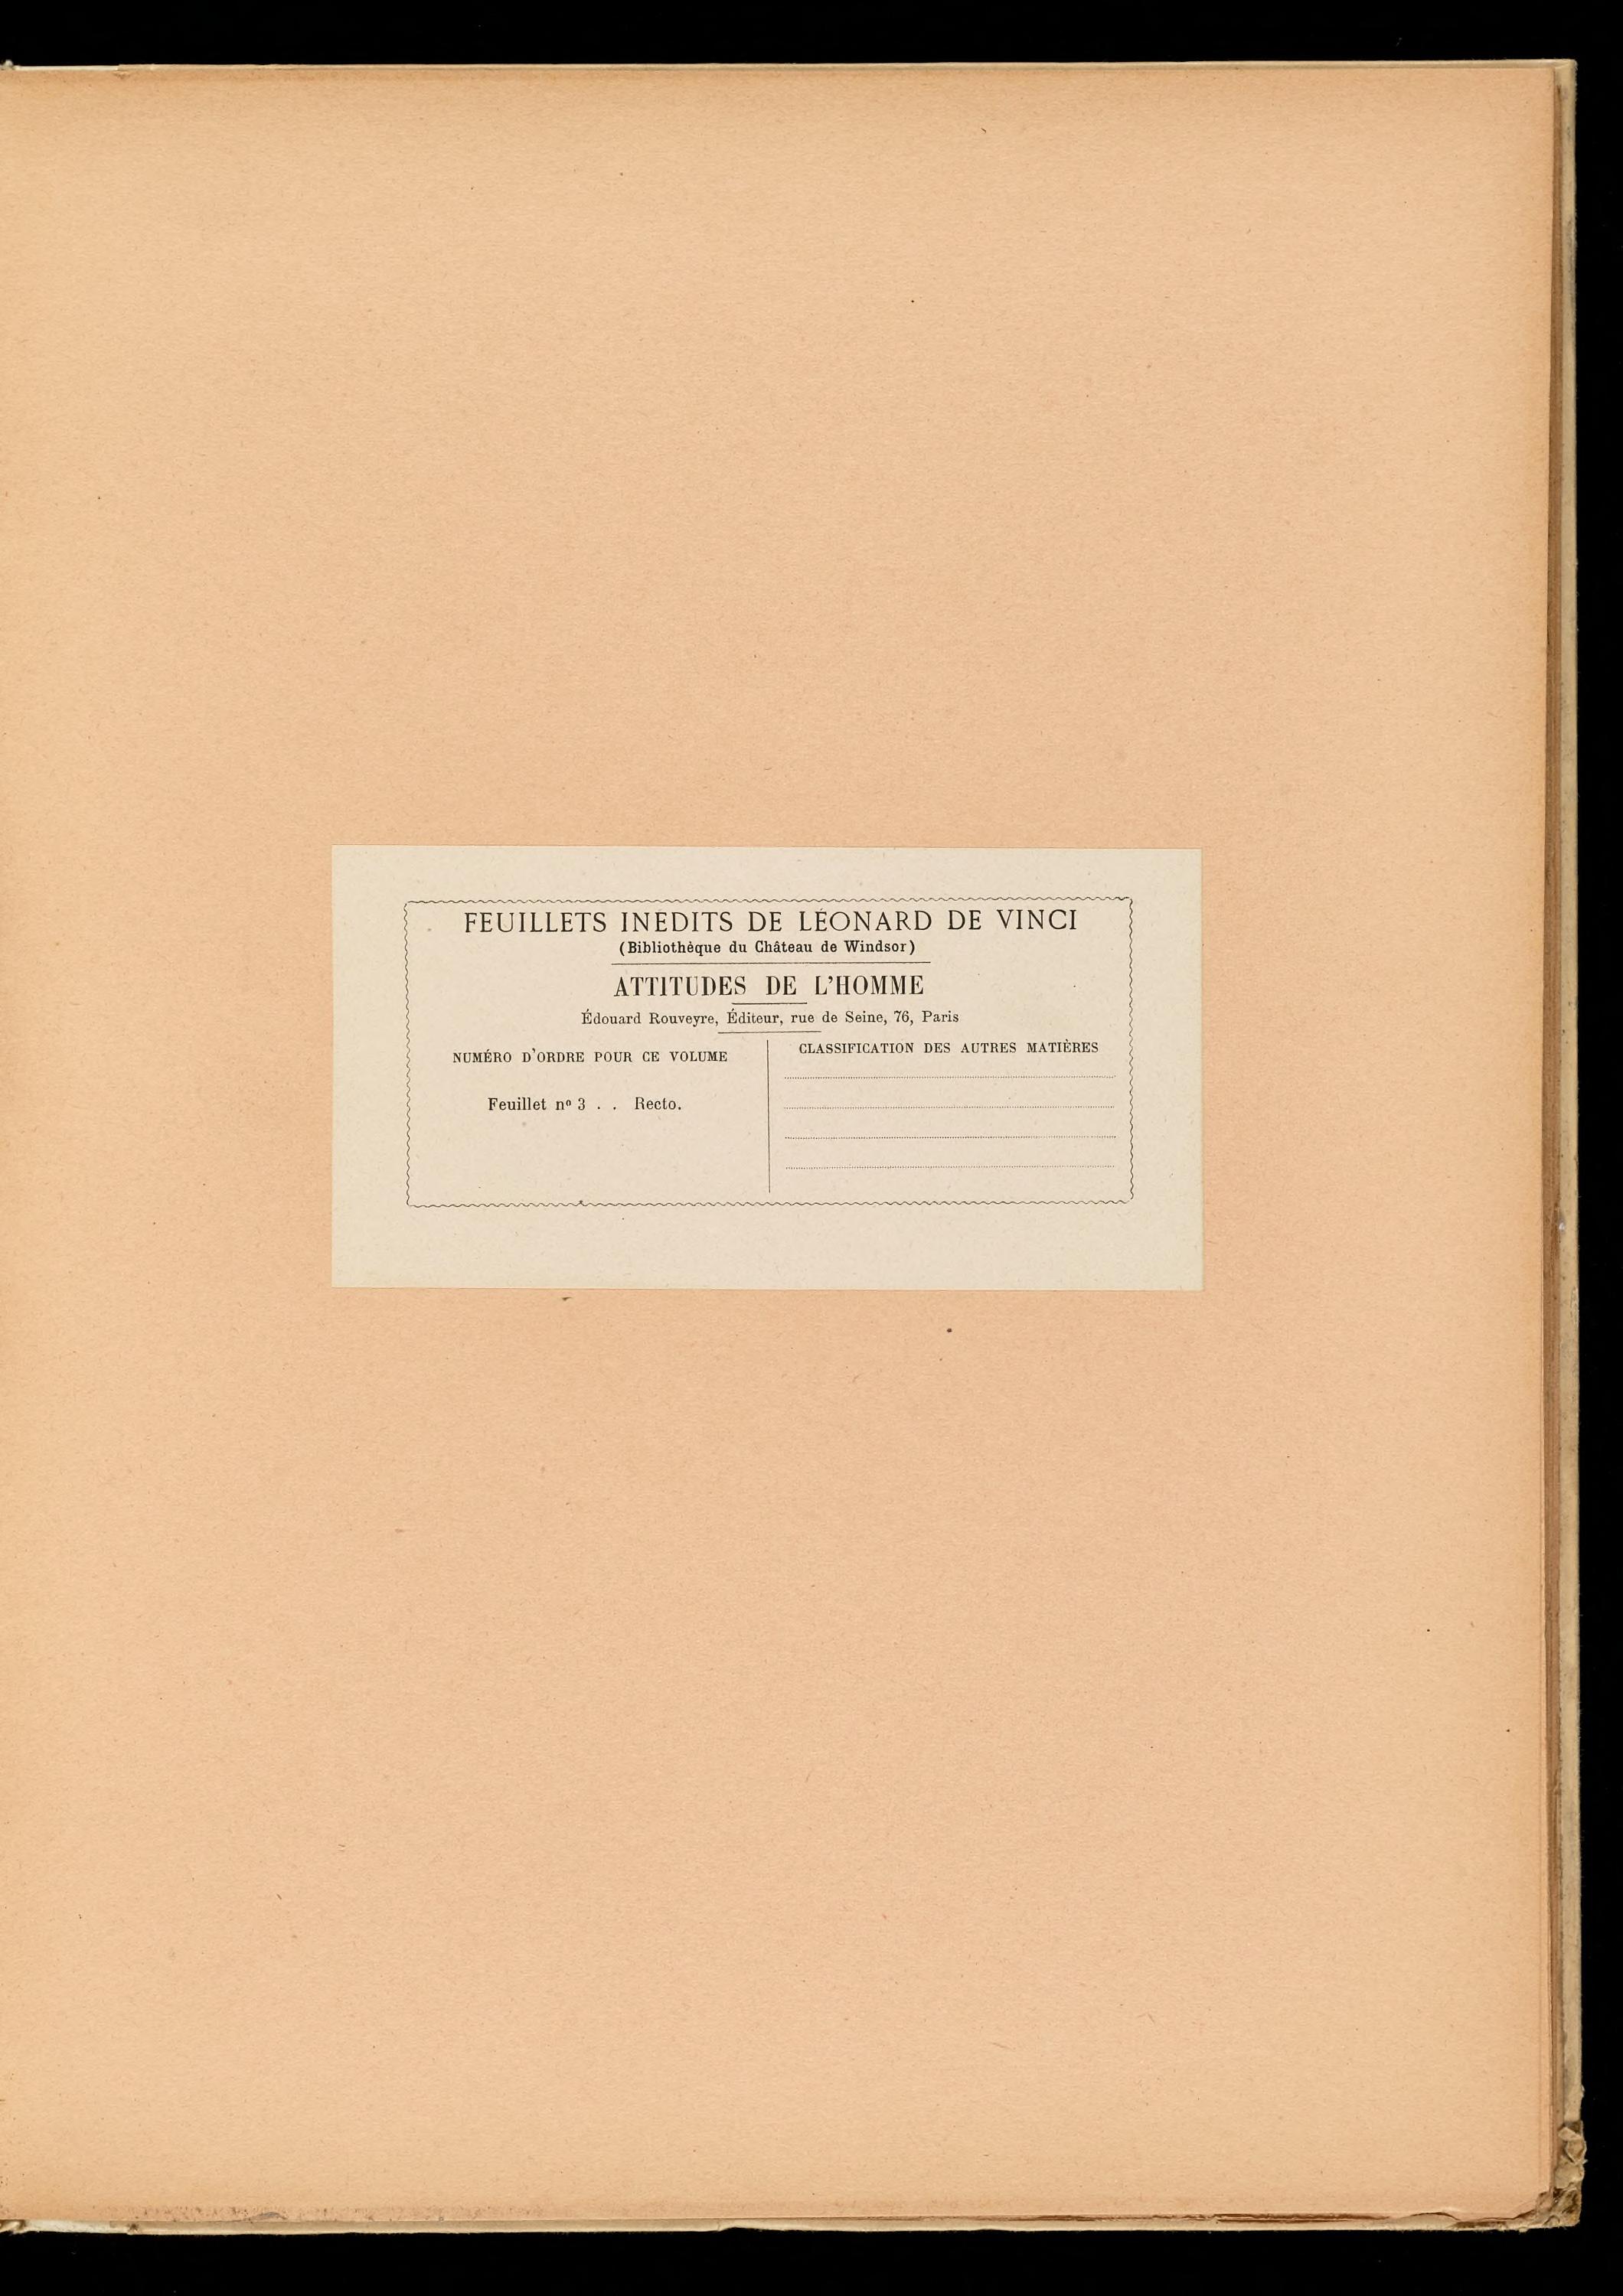 FEUILLETS INÉDITS DE LÉONARD DE VINCI
(Bibliothèque du Château de Windsor)
ATTITUDES DE L'HOMME
Édouard Rouveyre, Éditeur, rue de Seine, 76, Paris
NUMÉRO D'ORDRE POUR CE VOLUME
Feuillet nº 3 . . Recto.
CLASSIFICATION DES AUTRES MATIÈRES